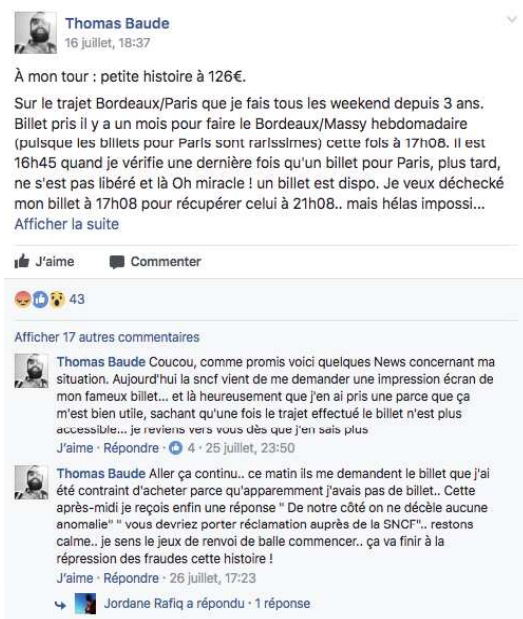 Thomas Baude
16 juillet, 18:37
À mon tour : petite histoire à 126€.
Sur le trajet Bordeaux/Paris que je fais tous les weekend depuis 3 ans.
Billet pris il y a un mois pour faire le Bordeaux/Massy hebdomadaire
(puisque les billets pour Paris sont rarissimes) cette fois à 17h08. Il est
16h45 quand je vérifie une dernière fois qu'un billet pour Paris, plus tard,
ne s'est pas libéré et là Oh miracle ! un billet est dispo. Je veux déchecké
mon billet à 17h08 pour récupérer celui à 21h08.. mais hélas impossi...
Afficher la suite
J'aime Commenter
43
Afficher 17 autres commentaires
Thomas Baude Coucou, comme promis voici quelques News concernant ma
situation. Aujourd'hui la sncf vient de me demander une impression écran de
mon fameux billet... et là heureusement que j'en ai pris une parce que ça
m'est bien utile, sachant qu'une fois le trajet effectué le billet n'est plus
accessible... je reviens vers vous dès que j'en sais plus
J'aime · Répondre · 4 · 25 juillet, 23:50
Thomas Baude Aller ça continu.. ce matin ils me demandent le billet que j'ai
été contraint d'acheter parce qu'apparemment j'avais pas de billet.. Cette
après-midi je reçois enfin une réponse " De notre côté on ne décèle aucune
anomalie" " vous devriez porter réclamation auprès de la SNCF".. restons
calme.. je sens le jeux de renvoi de balle commencer.. ça va finir à la
répression des fraudes cette histoire !
J'aime · Répondre · 26 juillet, 17:23
Jordane Rafiq a répondu · 1 réponse